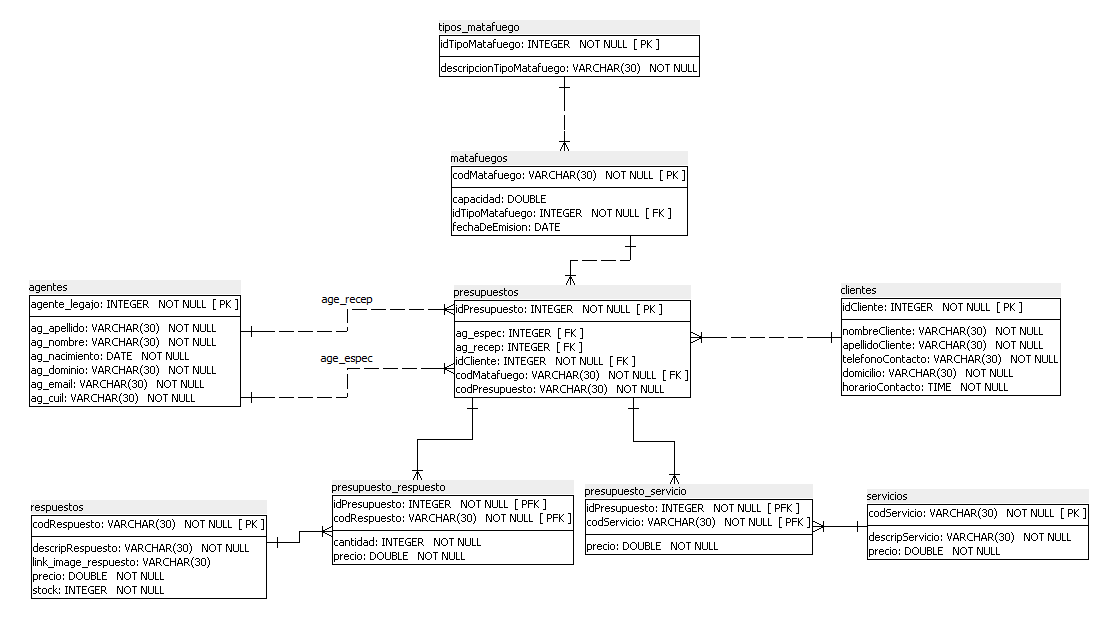 tipos_matafuego
idTipoMatafuego: INTEGER NOT NULL [ PK ]
descripcionTipoMatafuego: VARCHAR(30) NOT NULL
matafuegos
codMatafuego: VARCHAR(30) NOT NULL [ PK ]
capacidad: DOUBLE
idTipoMatafuego: INTEGER NOT NULL [ FK ]
fechaDeEmision: DATE
agentes
agente_legajo: INTEGER NOT NULL [ PK ]
ag_apellido: VARCHAR(30) NOT NULL
ag_nombre: VARCHAR(30) NOT NULL
ag_nacimiento: DATE NOT NULL
ag_dominio: VARCHAR(30) NOT NULL
ag_email: VARCHAR(30) NOT NULL
ag_cuil: VARCHAR(30) NOT NULL
age_recep
age_espec
presupuestos
idPresupuesto: INTEGER NOT NULL [ PK ]
ag_espec: INTEGER [ FK ]
ag_recep: INTEGER [ FK ]
idCliente: INTEGER NOT NULL [ FK ]
codMatafuego: VARCHAR(30) NOT NULL [ FK ]
codPresupuesto: VARCHAR(30) NOT NULL
clientes
idCliente: INTEGER NOT NULL [ PK ]
nombreCliente: VARCHAR(30) NOT NULL
apellidoCliente: VARCHAR(30) NOT NULL
telefonoContacto: VARCHAR(30) NOT NULL
domicilio: VARCHAR(30) NOT NULL
horarioContacto: TIME NOT NULL
respuestos
codRespuesto: VARCHAR(30) NOT NULL [ PK ]
descripRespuesto: VARCHAR(30) NOT NULL
link_image_respuesto: VARCHAR(30)
precio: DOUBLE NOT NULL
stock: INTEGER NOT NULL
presupuesto_respuesto
idPresupuesto: INTEGER NOT NULL [ PFK ]
codRespuesto: VARCHAR(30) NOT NULL [ PFK ]
cantidad: INTEGER NOT NULL
precio: DOUBLE NOT NULL
presupuesto_servicio
idPresupuesto: INTEGER NOT NULL [ PFK ]
codServicio: VARCHAR(30) NOT NULL [ PFK ]
precio: DOUBLE NOT NULL
servicios
codServicio: VARCHAR(30) NOT NULL [ PK ]
descripServicio: VARCHAR(30) NOT NULL
precio: DOUBLE NOT NULL